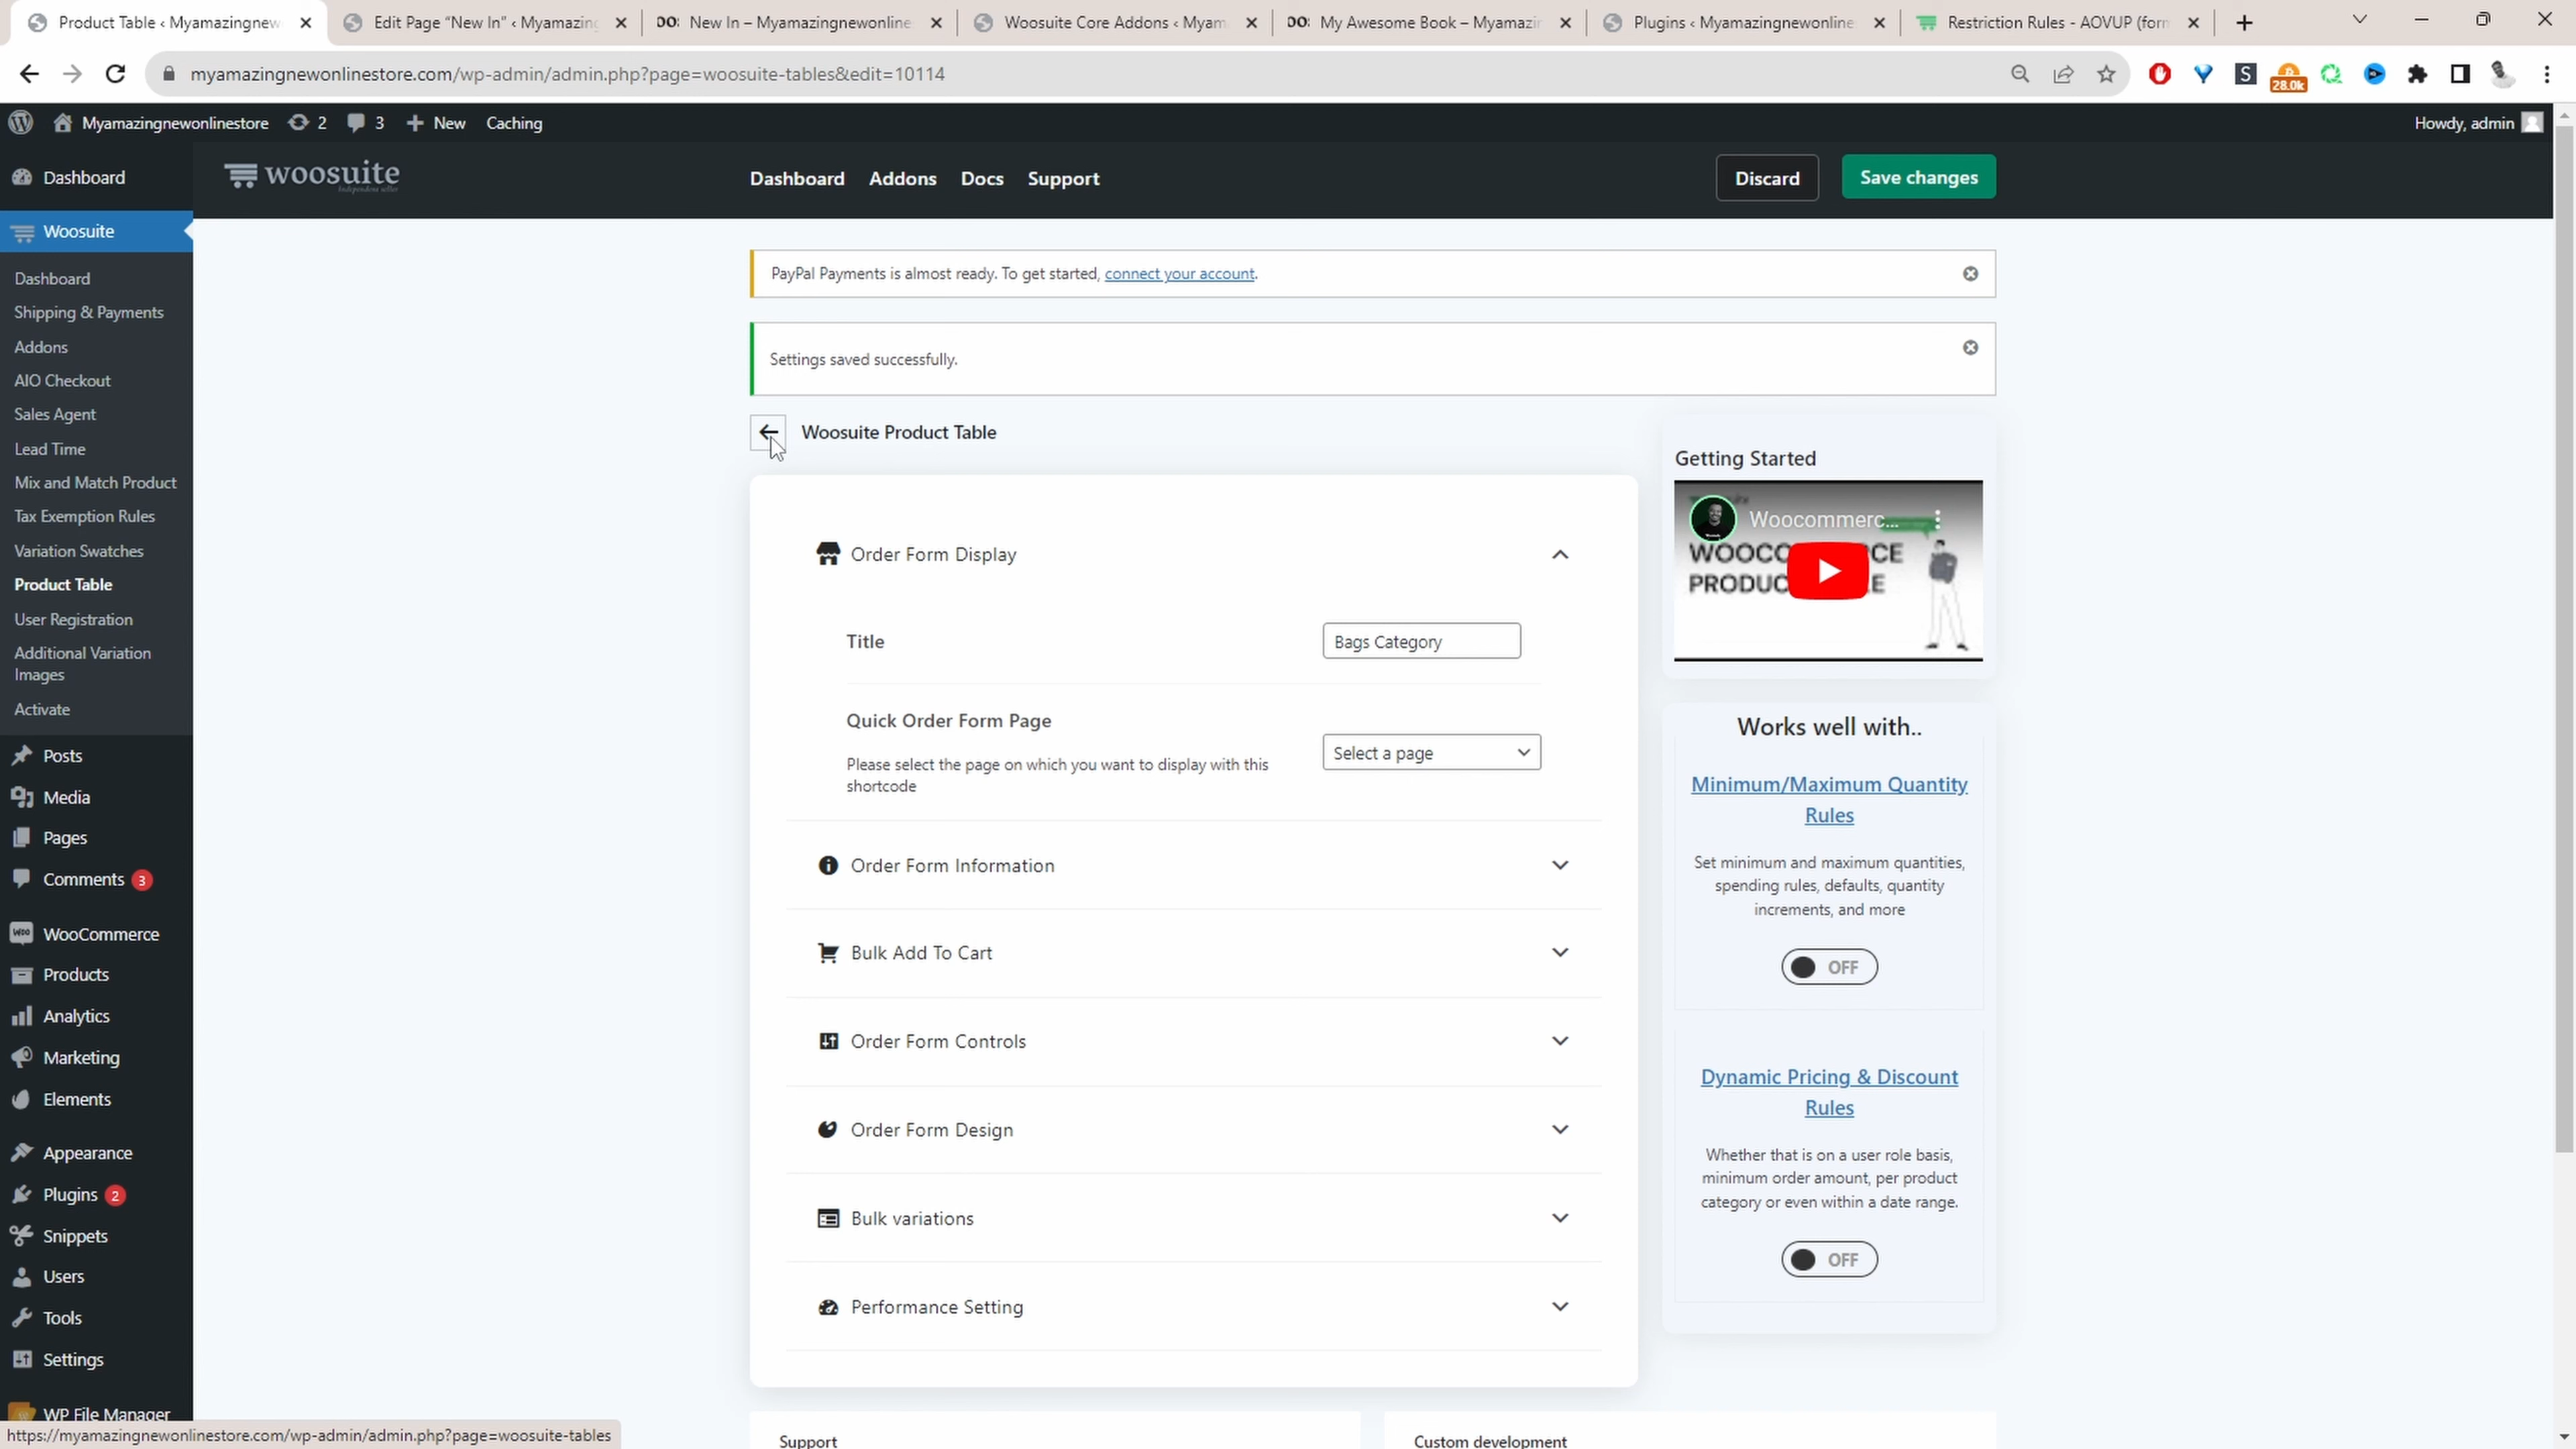 Product Table ‹ Myamazingnew
Edit Page “New In” ‹ Myamazing
New In – Myamazingnewonline
Woosuite Core Addons ‹ Myam
My Awesome Book – Myamazin
Plugins ‹ Myamazingnewonline
Restriction Rules - AOVUP (form
myamazingnewonlinestore.com/wp-admin/admin.php?page=woosuite-tables&edit=10114
28.0k
Myamazingnewonlinestore
2
3
New
Caching
Howdy, admin
woosuite
Dashboard
Addons
Docs
Support
Discard
Save changes
Dashboard
Woosuite
Dashboard
Shipping & Payments
Addons
AIO Checkout
Sales Agent
Lead Time
Mix and Match Product
Tax Exemption Rules
Variation Swatches
Product Table
User Registration
Additional Variation
Images
Activate
Posts
Media
Pages
Comments 3
WooCommerce
Products
Analytics
Marketing
Elements
Appearance
Plugins 2
Snippets
Users
Tools
Settings
WP File Manager
PayPal Payments is almost ready. To get started, connect your account.
Settings saved successfully.
Woosuite Product Table
Order Form Display
Title
Bags Category
Quick Order Form Page
Please select the page on which you want to display with this
shortcode
Select a page
Order Form Information
Bulk Add To Cart
Order Form Controls
Order Form Design
Bulk variations
Performance Setting
Getting Started
Woocommerc...
Works well with..
Minimum/Maximum Quantity
Rules
Set minimum and maximum quantities,
spending rules, defaults, quantity
increments, and more
OFF
Dynamic Pricing & Discount
Rules
Whether that is on a user role basis,
minimum order amount, per product
category or even within a date range.
OFF
Support
Custom development
https://myamazingnewonlinestore.com/wp-admin/admin.php?page=woosuite-tables